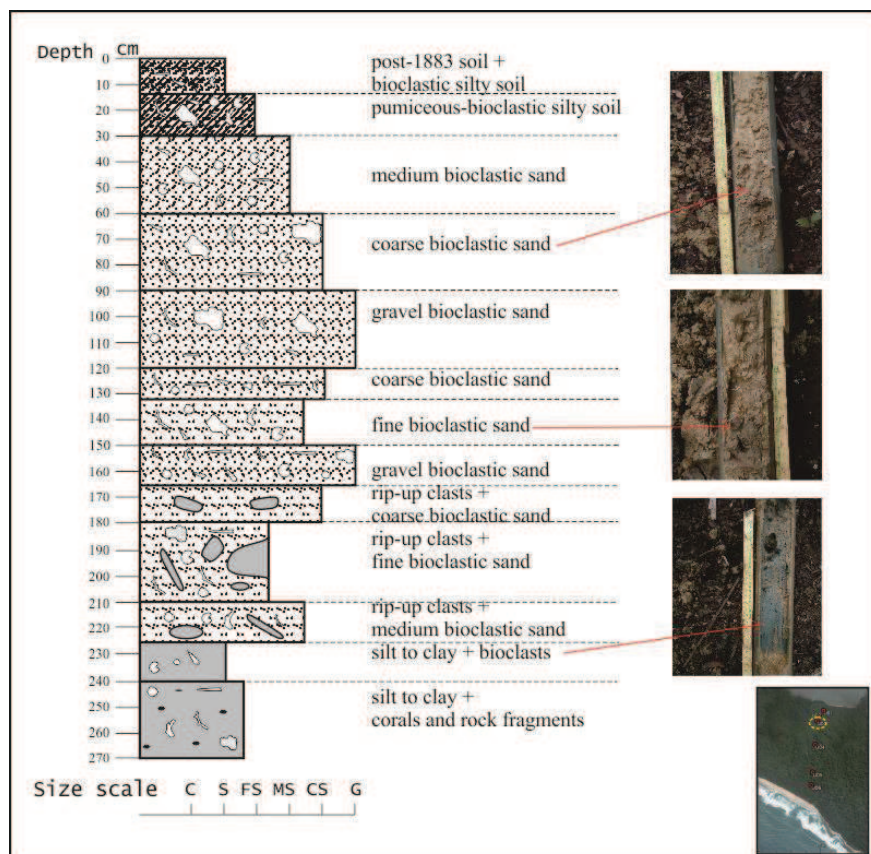 Depth cm
0
10
20
30
40
50
60
70
80
90
100
110
120
130
140
150
160
170
180
190
200
210
220
230
240
250
260
270
post-1883 soil +
bioclastic silty soil
pumiceous-bioclastic silty soil
medium bioclastic sand
coarse bioclastic sand
gravel bioclastic sand
coarse bioclastic sand
fine bioclastic sand
gravel bioclastic sand
rip-up clasts +
coarse bioclastic sand
rip-up clasts +
fine bioclastic sand
rip-up clasts +
medium bioclastic sand
silt to clay + bioclasts
silt to clay +
corals and rock fragments
Size scale C S FS MS CS G